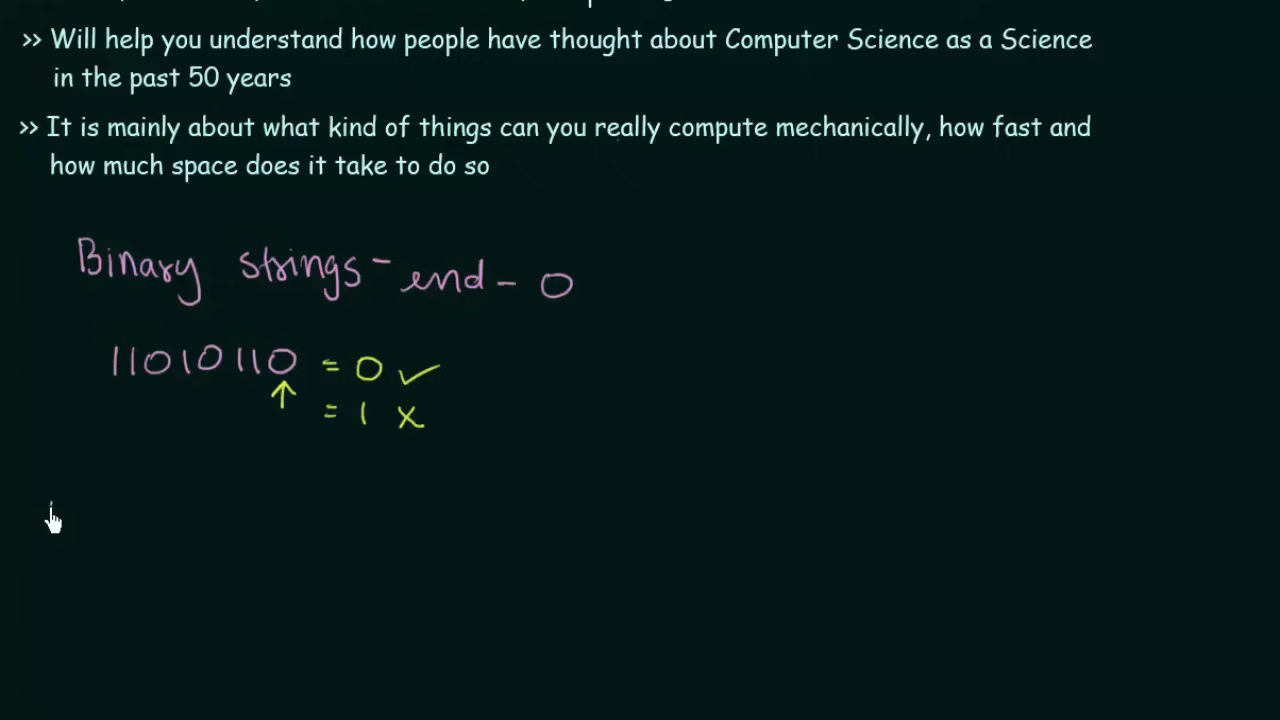 >> Will help you understand how people have thought about Computer Science as a Science
in the past 50 years
>> It is mainly about what kind of things can you really compute mechanically, how fast and
how much space does it take to do so
Binary strings - end - 0
11010110 = 0 ✓
↑ = 1 x